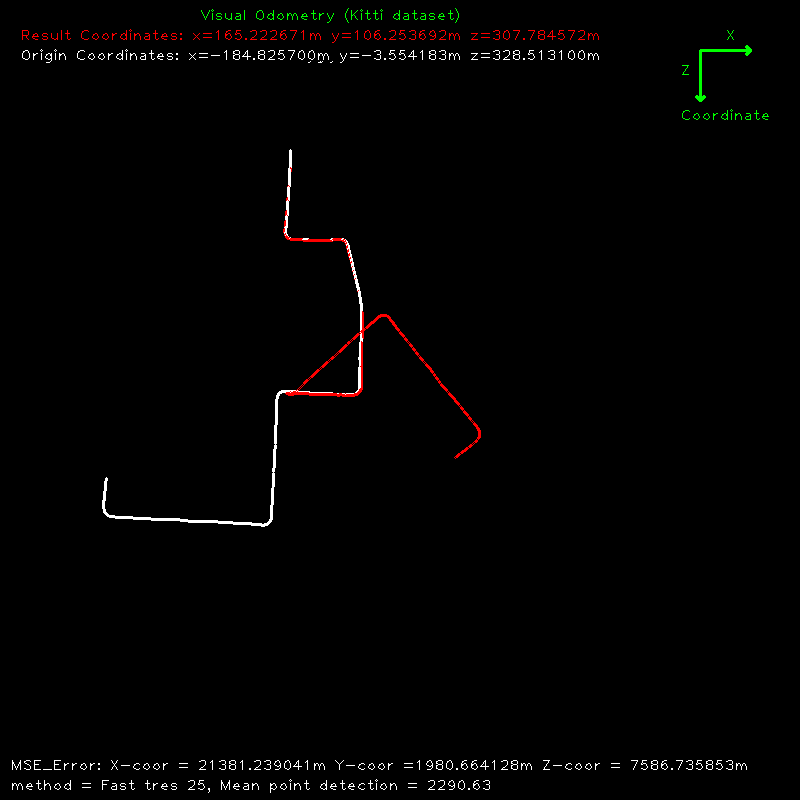 Visual Odometry (Kitti dataset)
Result Coordinates: x=165.222671m y=106.253692m z=307.784572m
Origin Coordinates: x=-184.825700m y=-3.554183m z=328.513100m
X
Z
Coordinate
MSE_Error: X-coor = 21381.239041m Y-coor =1980.664128m Z-coor = 7586.735853m
method = Fast tres 25, Mean point detection = 2290.63